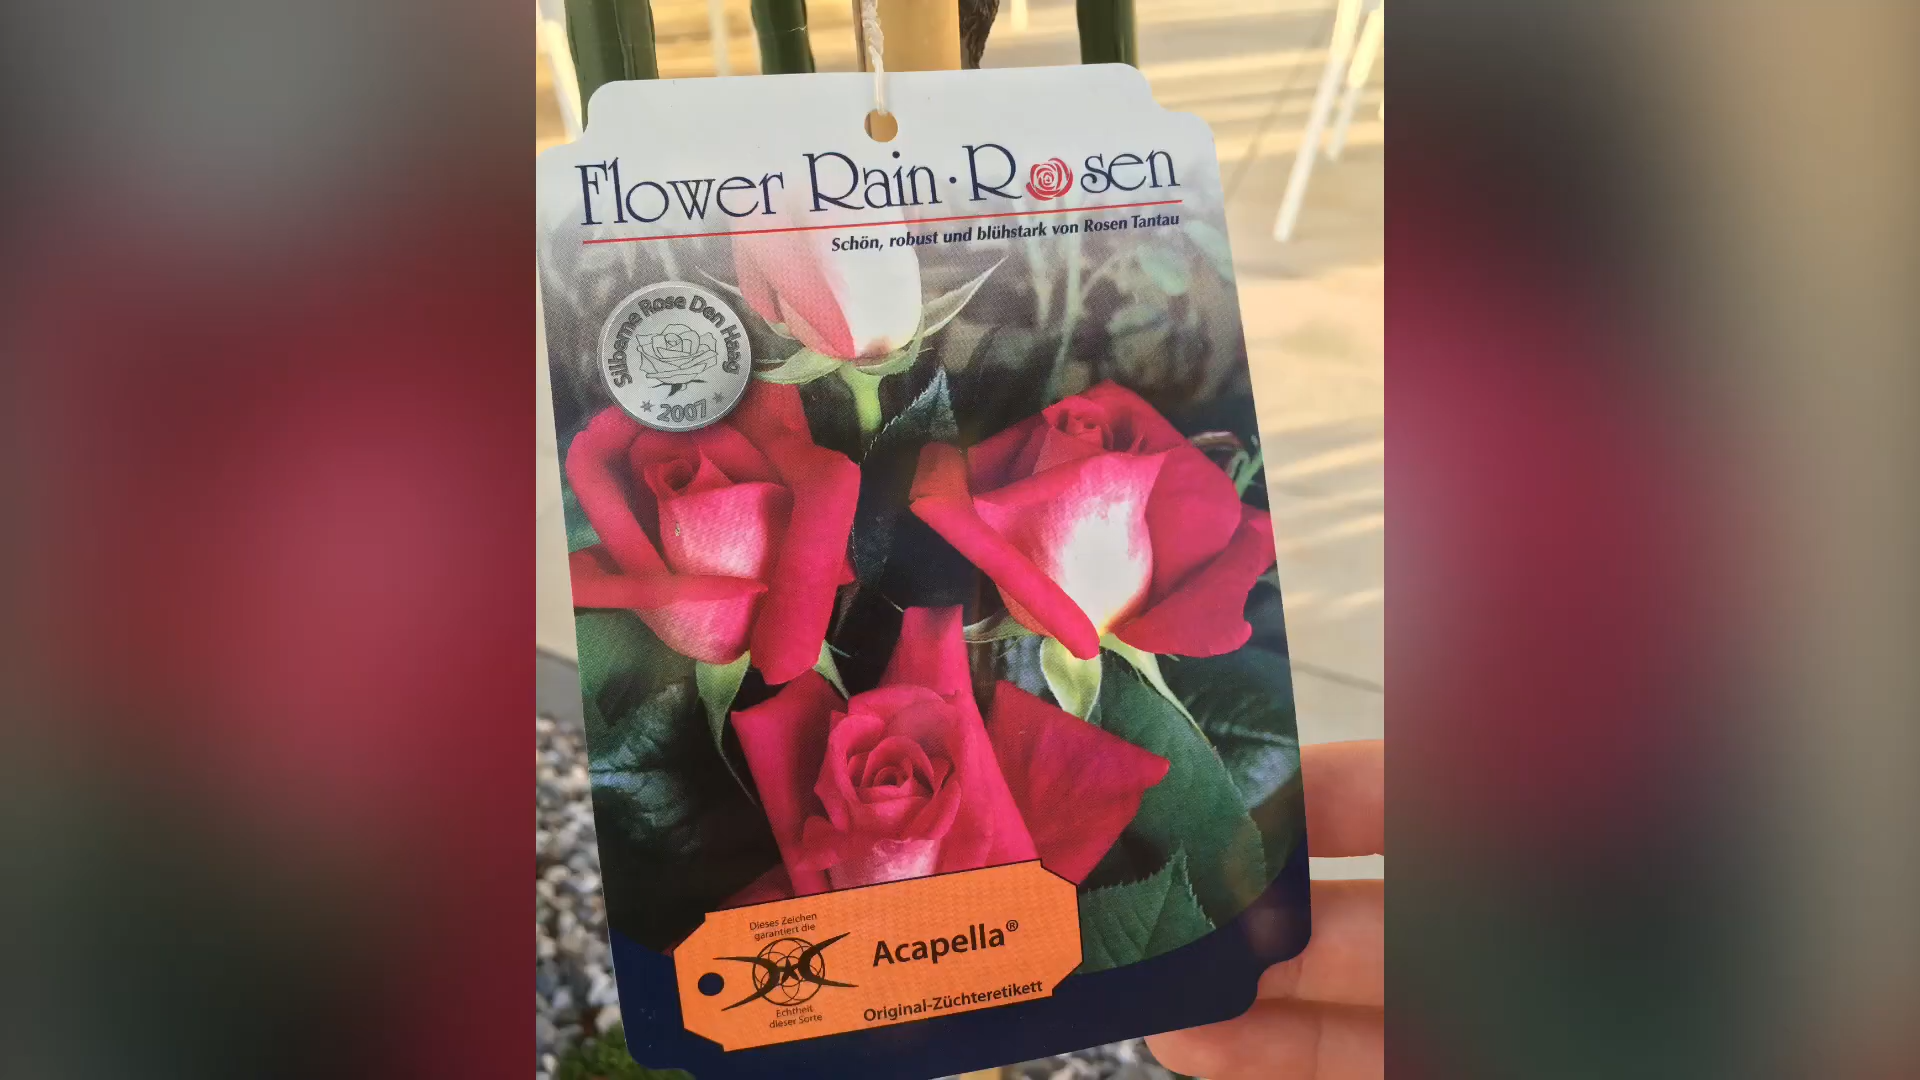 Flower Rain · Rosen
Schön, robust und blühstark von Rosen Tantau
Silberne Rose Den Haag
* 2007 *
Dieses Zeichen
garantiert die
Echtheit
dieser Sorte
Acapella®
Original-Züchteretikett